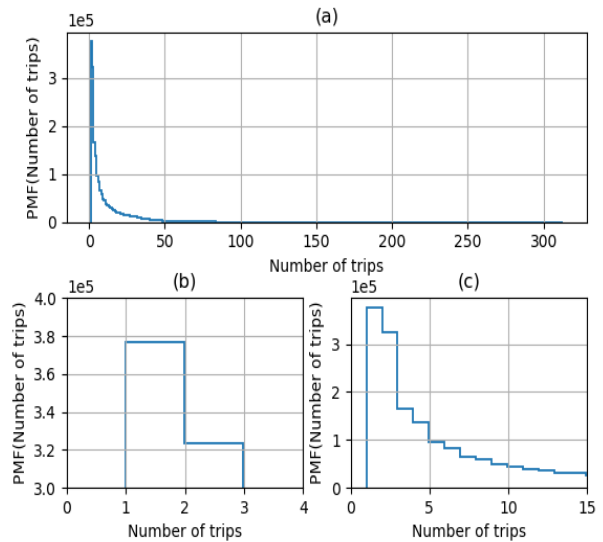 (a)
1e5
PMF(Number of trips)
3
2
1
0
0 50 100 150 200 250 300
Number of trips
(b)
1e5
PMF(Number of trips)
4.0
3.8
3.6
3.4
3.2
3.0
0 1 2 3 4
Number of trips
(c)
1e5
PMF(Number of trips)
3
2
1
0
0 5 10 15
Number of trips